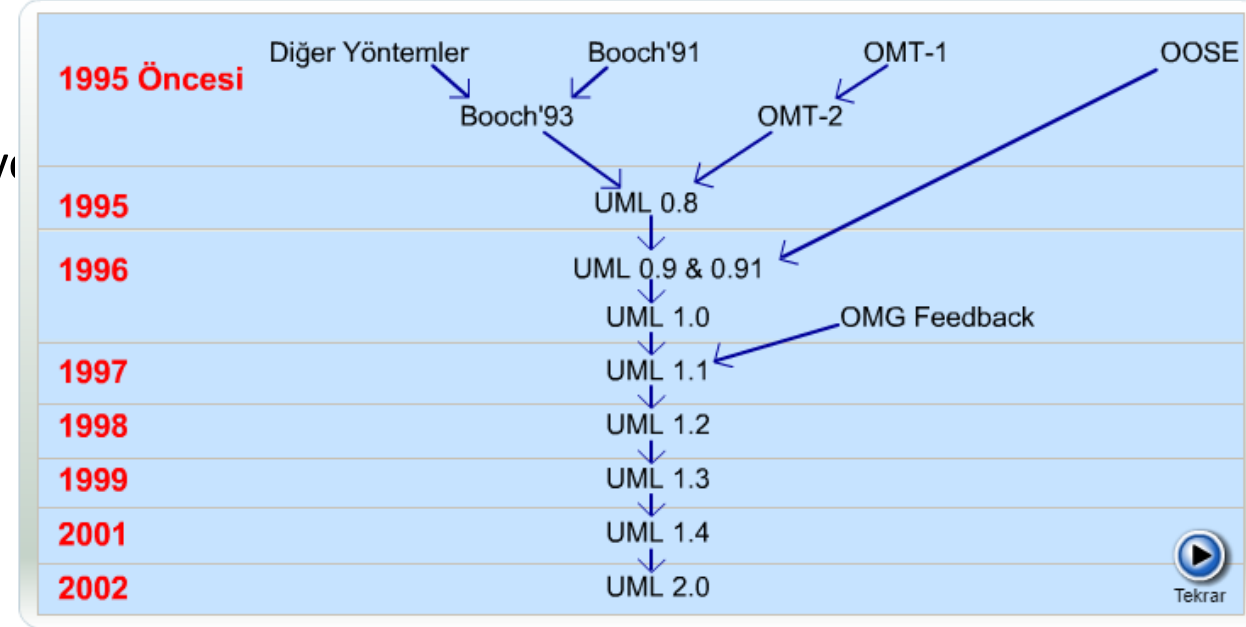 Diğer Yöntemler Booch'91 OMT-1 OOSE
1995 Öncesi
Booch'93 OMT-2
1995 UML 0.8
1996 UML 0.9 & 0.91
UML 1.0 OMG Feedback
1997 UML 1.1
1998 UML 1.2
1999 UML 1.3
2001 UML 1.4
2002 UML 2.0
Tekrar